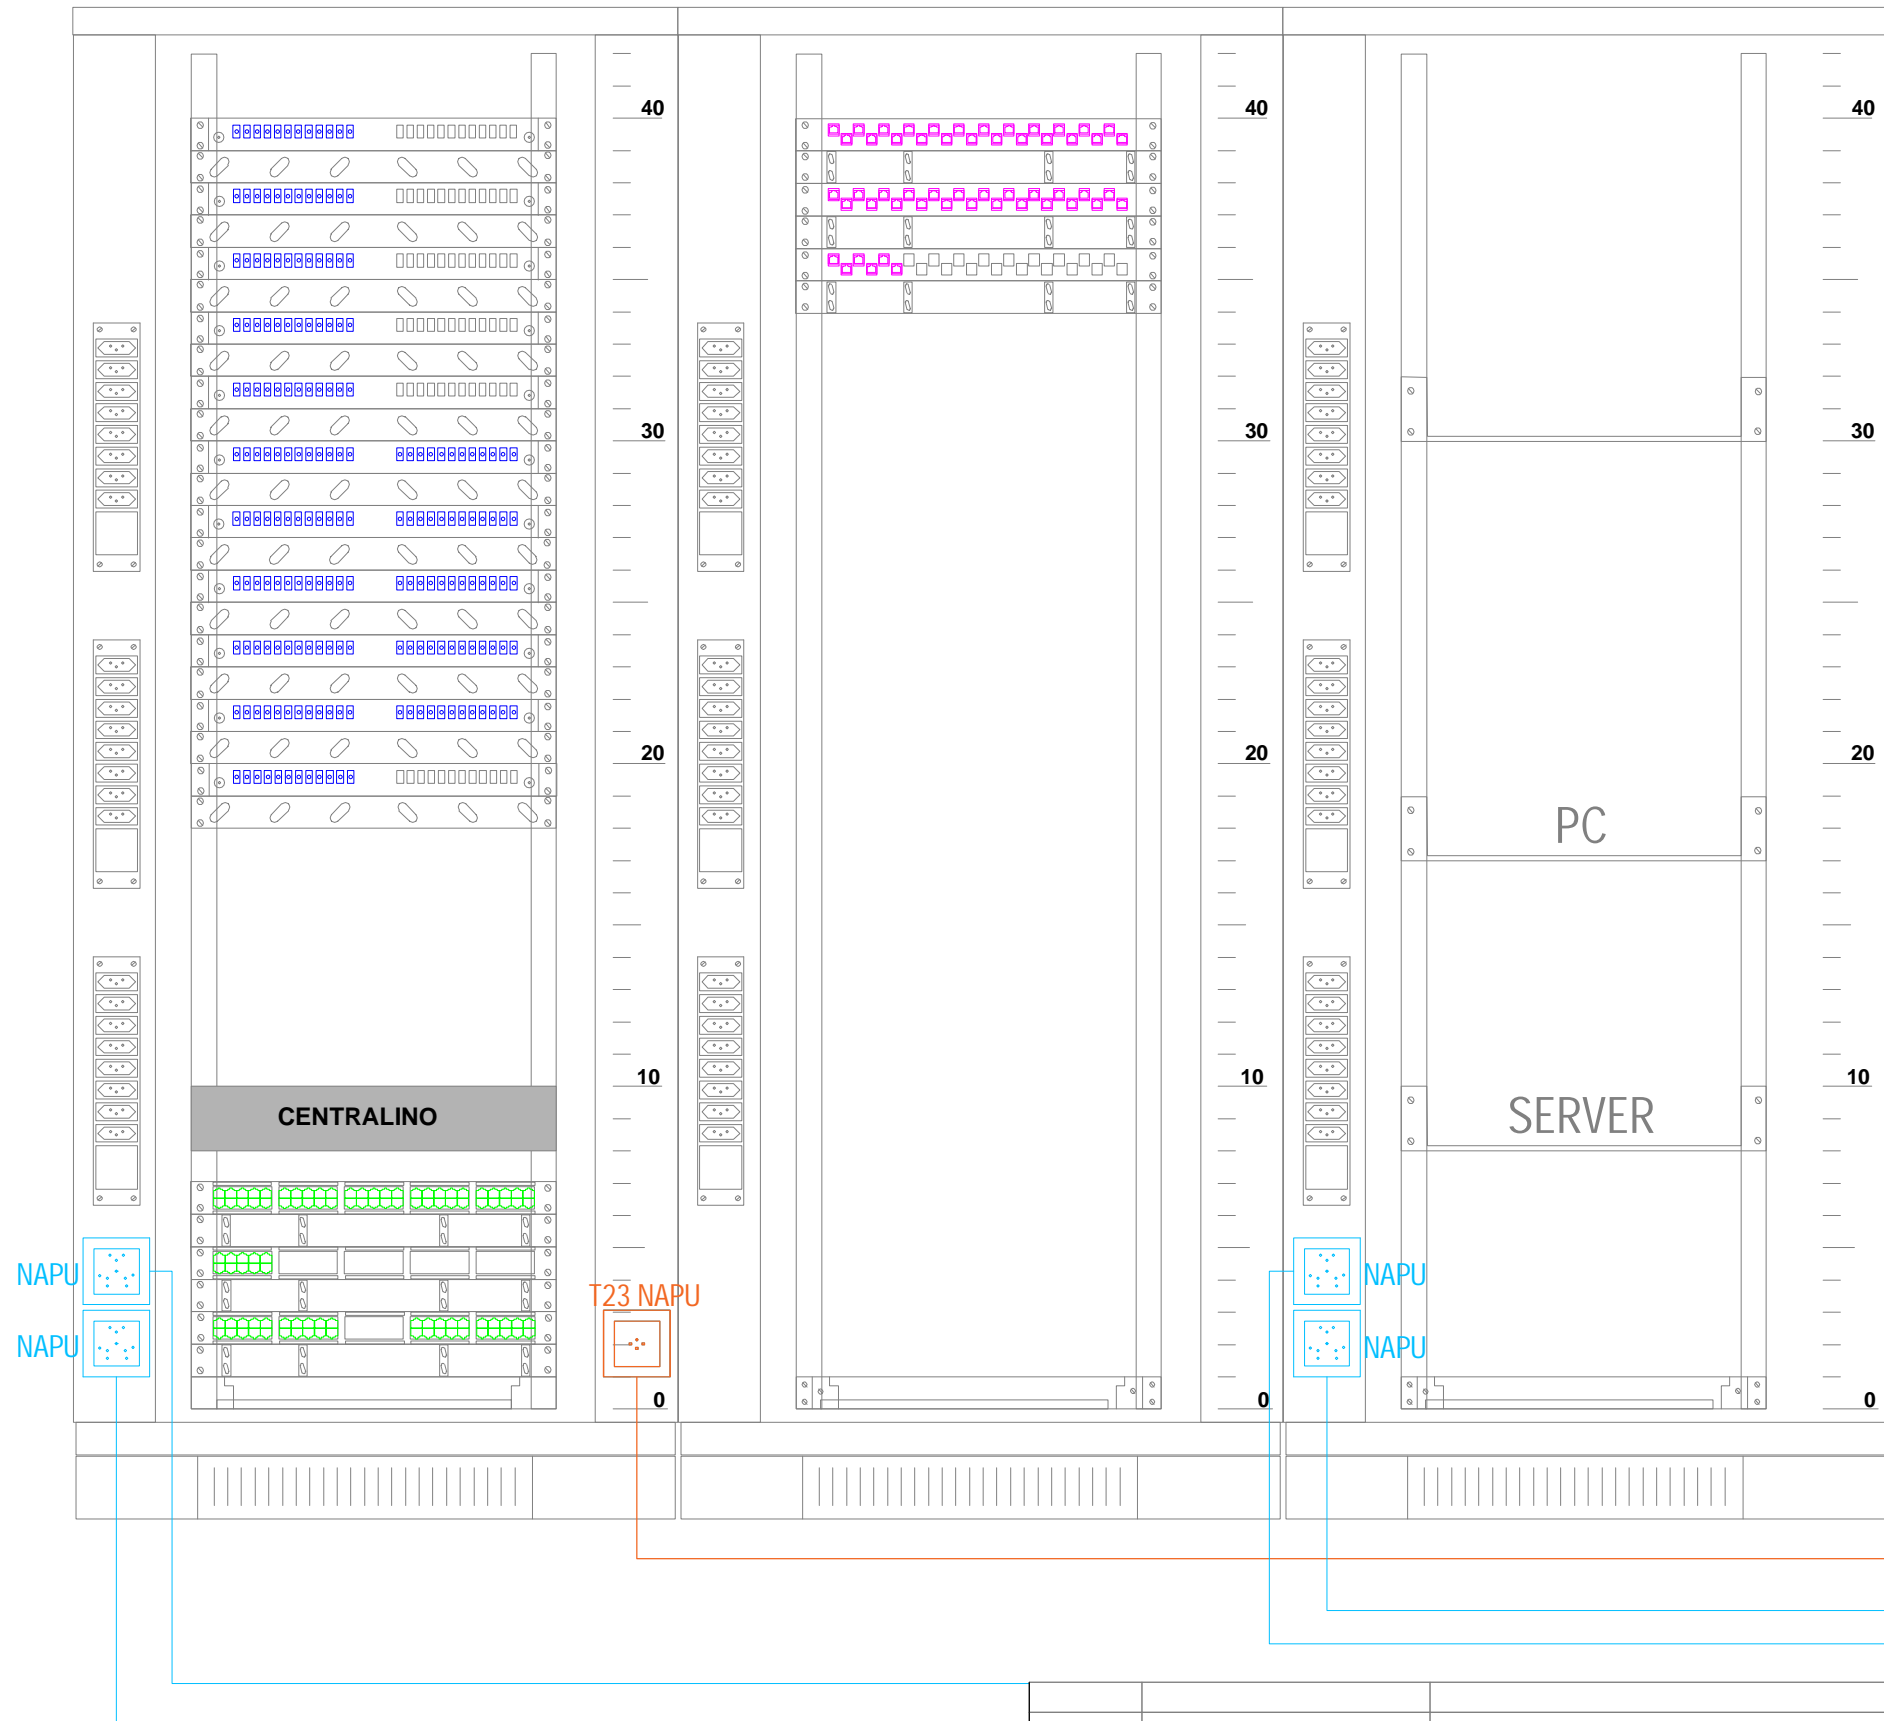 40 40 40
30 30 30
20 20 20
PC
10 10 10
CENTRALINO SERVER
NAPU NAPU
T23 NAPU
NAPU NAPU
0 0 0